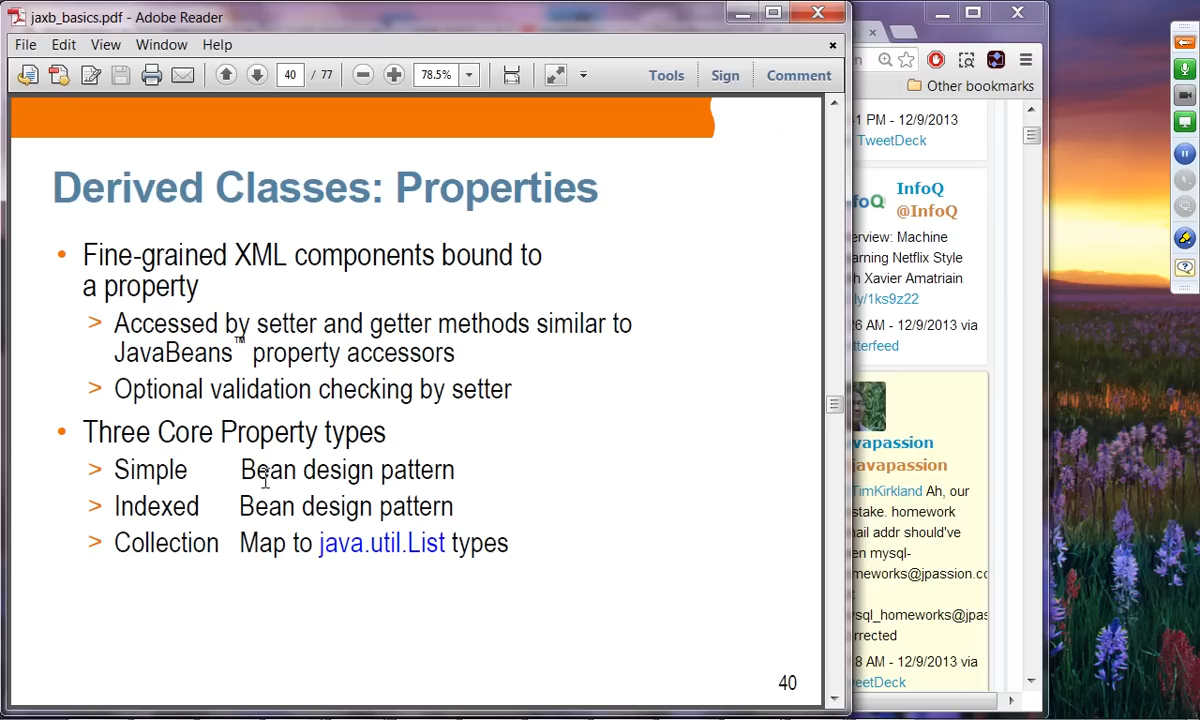 jaxb_basics.pdf - Adobe Reader
File Edit View Window Help
40 / 77 78.5% Tools Sign Comment
Derived Classes: Properties
• Fine-grained XML components bound to
a property
> Accessed by setter and getter methods similar to
JavaBeans™ property accessors
> Optional validation checking by setter
• Three Core Property types
> Simple Bean design pattern
> Indexed Bean design pattern
> Collection Map to java.util.List types
40
Other bookmarks
1 PM - 12/9/2013
TweetDeck
foQ
InfoQ
@InfoQ
erview: Machine
arning Netflix Style
h Xavier Amatriain
ly/1ks9z22
26 AM - 12/9/2013 via
tterfeed
vapassion
javapassion
TimKirkland Ah, our
stake. homework
ail addr should've
en mysql-
meworks@jpassion.cc
sql_homeworks@jpas
rrected
8 AM - 12/9/2013 via
eetDeck